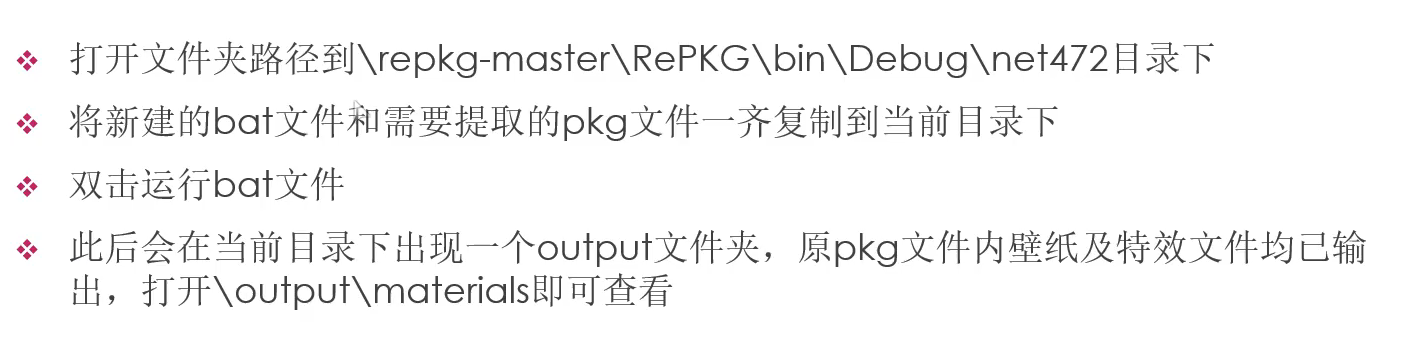 打开文件夹路径到\repkg-master\RePKG\bin\Debug\net472目录下
将新建的bat文件和需要提取的pkg文件一齐复制到当前目录下
双击运行bat文件
此后会在当前目录下出现一个output文件夹，原pkg文件内壁纸及特效文件均已输
出，打开\output\materials即可查看